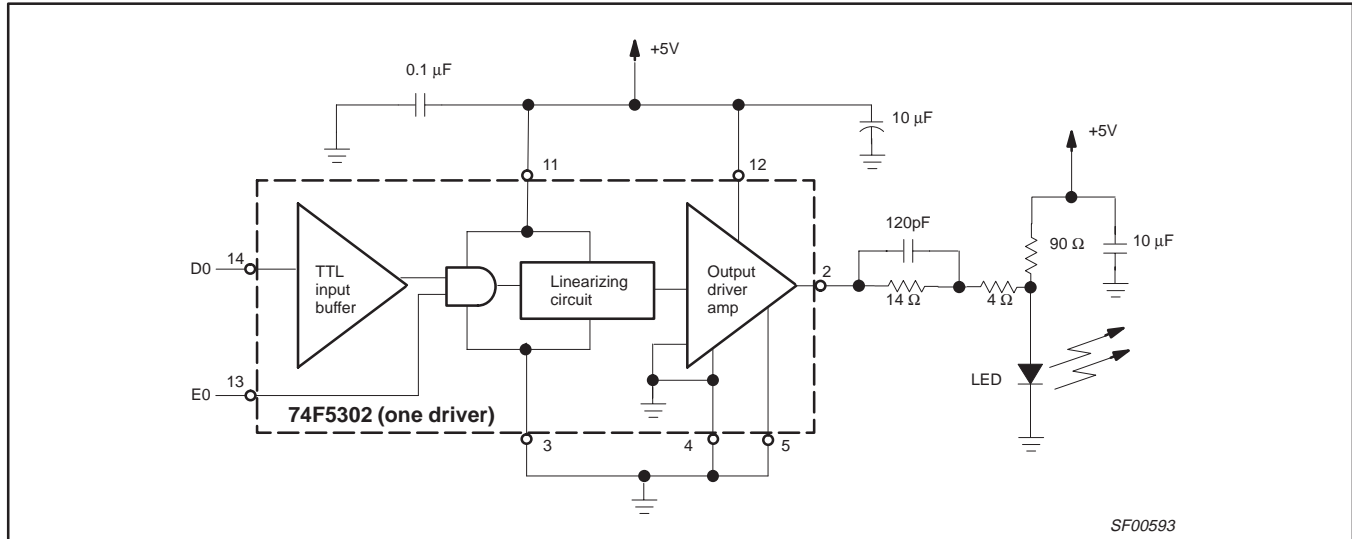 +5V
0.1 µF
10 µF
+5V
11
12
120pF
90 Ω
10 µF
D0
14
TTL
input
buffer
Linearizing
circuit
Output
driver
amp
2
14 Ω
4 Ω
E0
13
LED
74F5302 (one driver)
3
4
5
SF00593